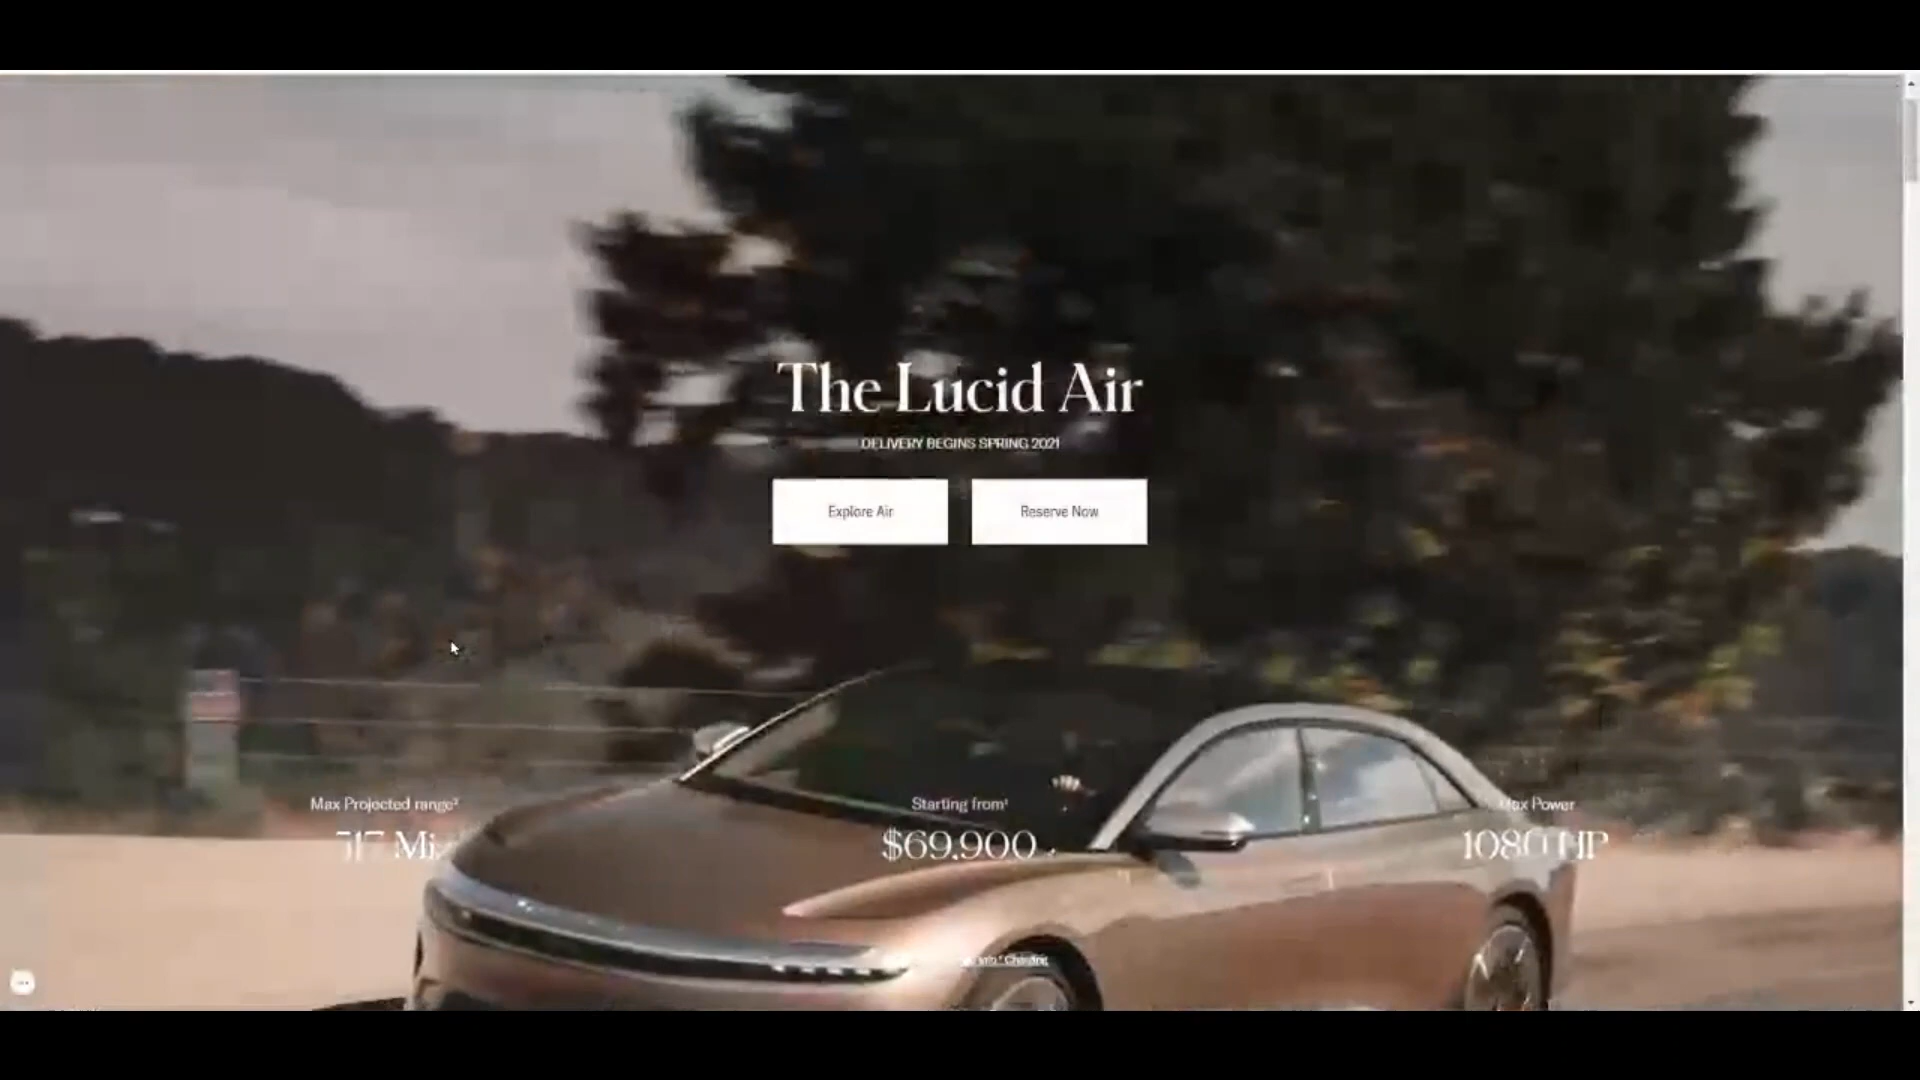 The Lucid Air
DELIVERY BEGINS SPRING 2021
Explore Air
Reserve Now
Max Projected range²
517 Mi.
Starting from¹
$69,900
Max Power
1080 HP
Charging